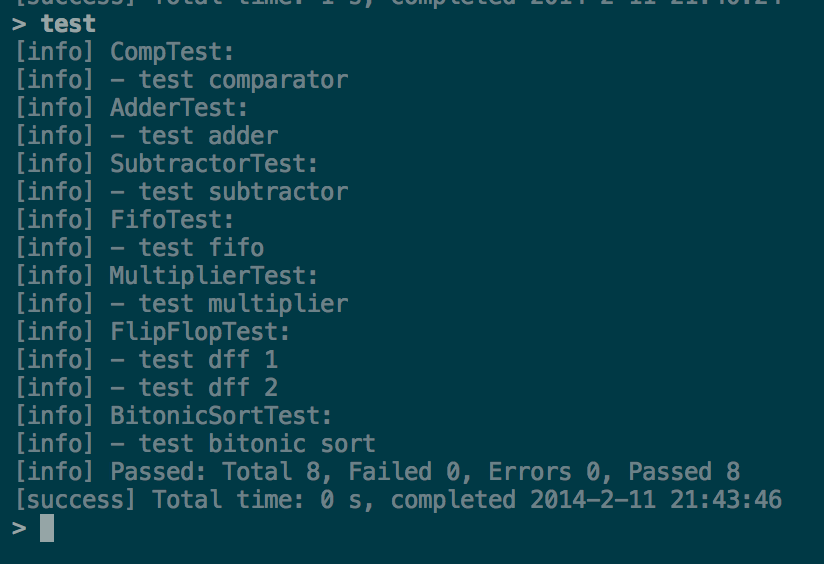 [success] Total time: 1 s, completed 2014-2-11 21:40:24
> test
[info] CompTest:
[info] - test comparator
[info] AdderTest:
[info] - test adder
[info] SubtractorTest:
[info] - test subtractor
[info] FifoTest:
[info] - test fifo
[info] MultiplierTest:
[info] - test multiplier
[info] FlipFlopTest:
[info] - test dff 1
[info] - test dff 2
[info] BitonicSortTest:
[info] - test bitonic sort
[info] Passed: Total 8, Failed 0, Errors 0, Passed 8
[success] Total time: 0 s, completed 2014-2-11 21:43:46
>